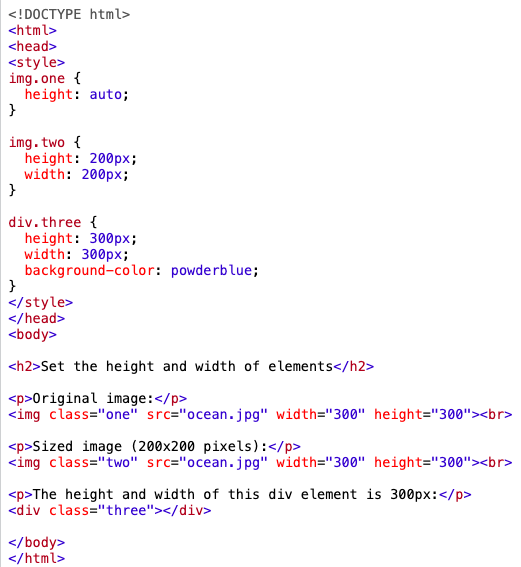 <!DOCTYPE html>
<html>
<head>
<style>
img.one {
  height: auto;
}

img.two {
  height: 200px;
  width: 200px;
}

div.three {
  height: 300px;
  width: 300px;
  background-color: powderblue;
}
</style>
</head>
<body>

<h2>Set the height and width of elements</h2>

<p>Original image:</p>
<img class="one" src="ocean.jpg" width="300" height="300"><br>

<p>Sized image (200x200 pixels):</p>
<img class="two" src="ocean.jpg" width="300" height="300"><br>

<p>The height and width of this div element is 300px:</p>
<div class="three"></div>

</body>
</html>